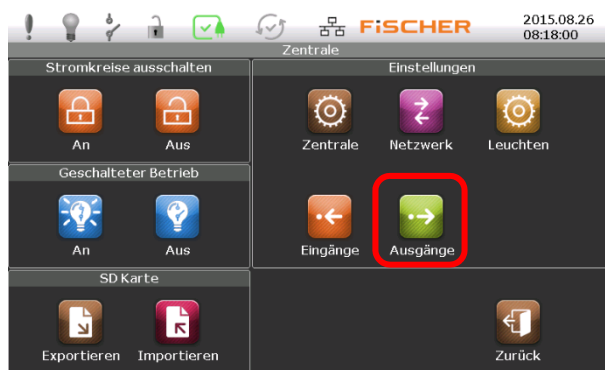 FiSCHER
2015.08.26
08:18:00
Zentrale
Stromkreise ausschalten
An
Aus
Geschalteter Betrieb
An
Aus
SD Karte
Exportieren
Importieren
Einstellungen
Zentrale
Netzwerk
Leuchten
Eingänge
Ausgänge
Zurück